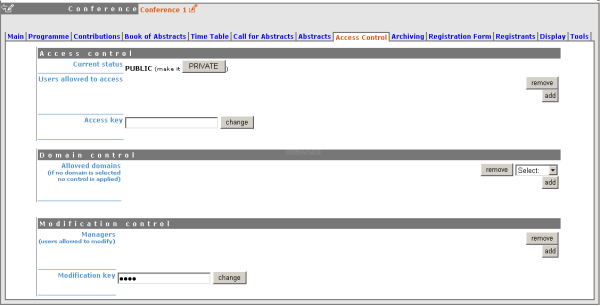 Conference Conference 1
Main Programme Contributions Book of Abstracts Time Table Call for Abstracts Abstracts Access Control Archiving Registration Form Registrants Display Tools
Access control
Current status PUBLIC (make it PRIVATE )
Users allowed to access
remove
add
Access key change
Domain control
Allowed domains remove Select:
(if no domain is selected
no control is applied) add
Modification control
Managers
(users allowed to modify) remove
add
Modification key •••• change